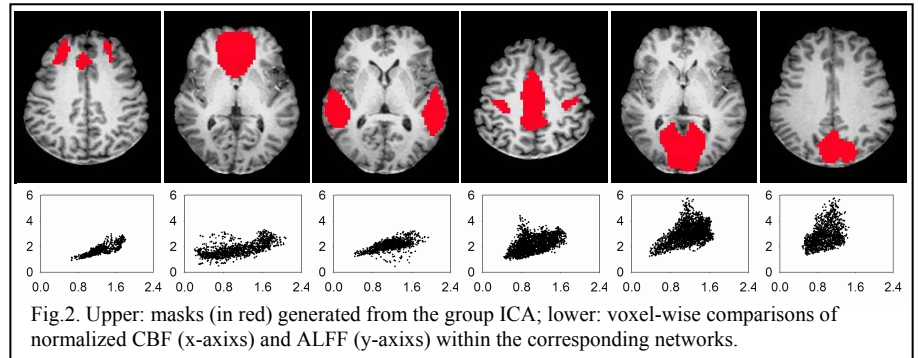 6 6 6 6 6 6
4 4 4 4 4 4
2 2 2 2 2 2
0 0 0 0 0 0
0.0 0.8 1.6 2.4 0.0 0.8 1.6 2.4 0.0 0.8 1.6 2.4 0.0 0.8 1.6 2.4 0.0 0.8 1.6 2.4 0.0 0.8 1.6 2.4
Fig.2. Upper: masks (in red) generated from the group ICA; lower: voxel-wise comparisons of
normalized CBF (x-axixs) and ALFF (y-axixs) within the corresponding networks.